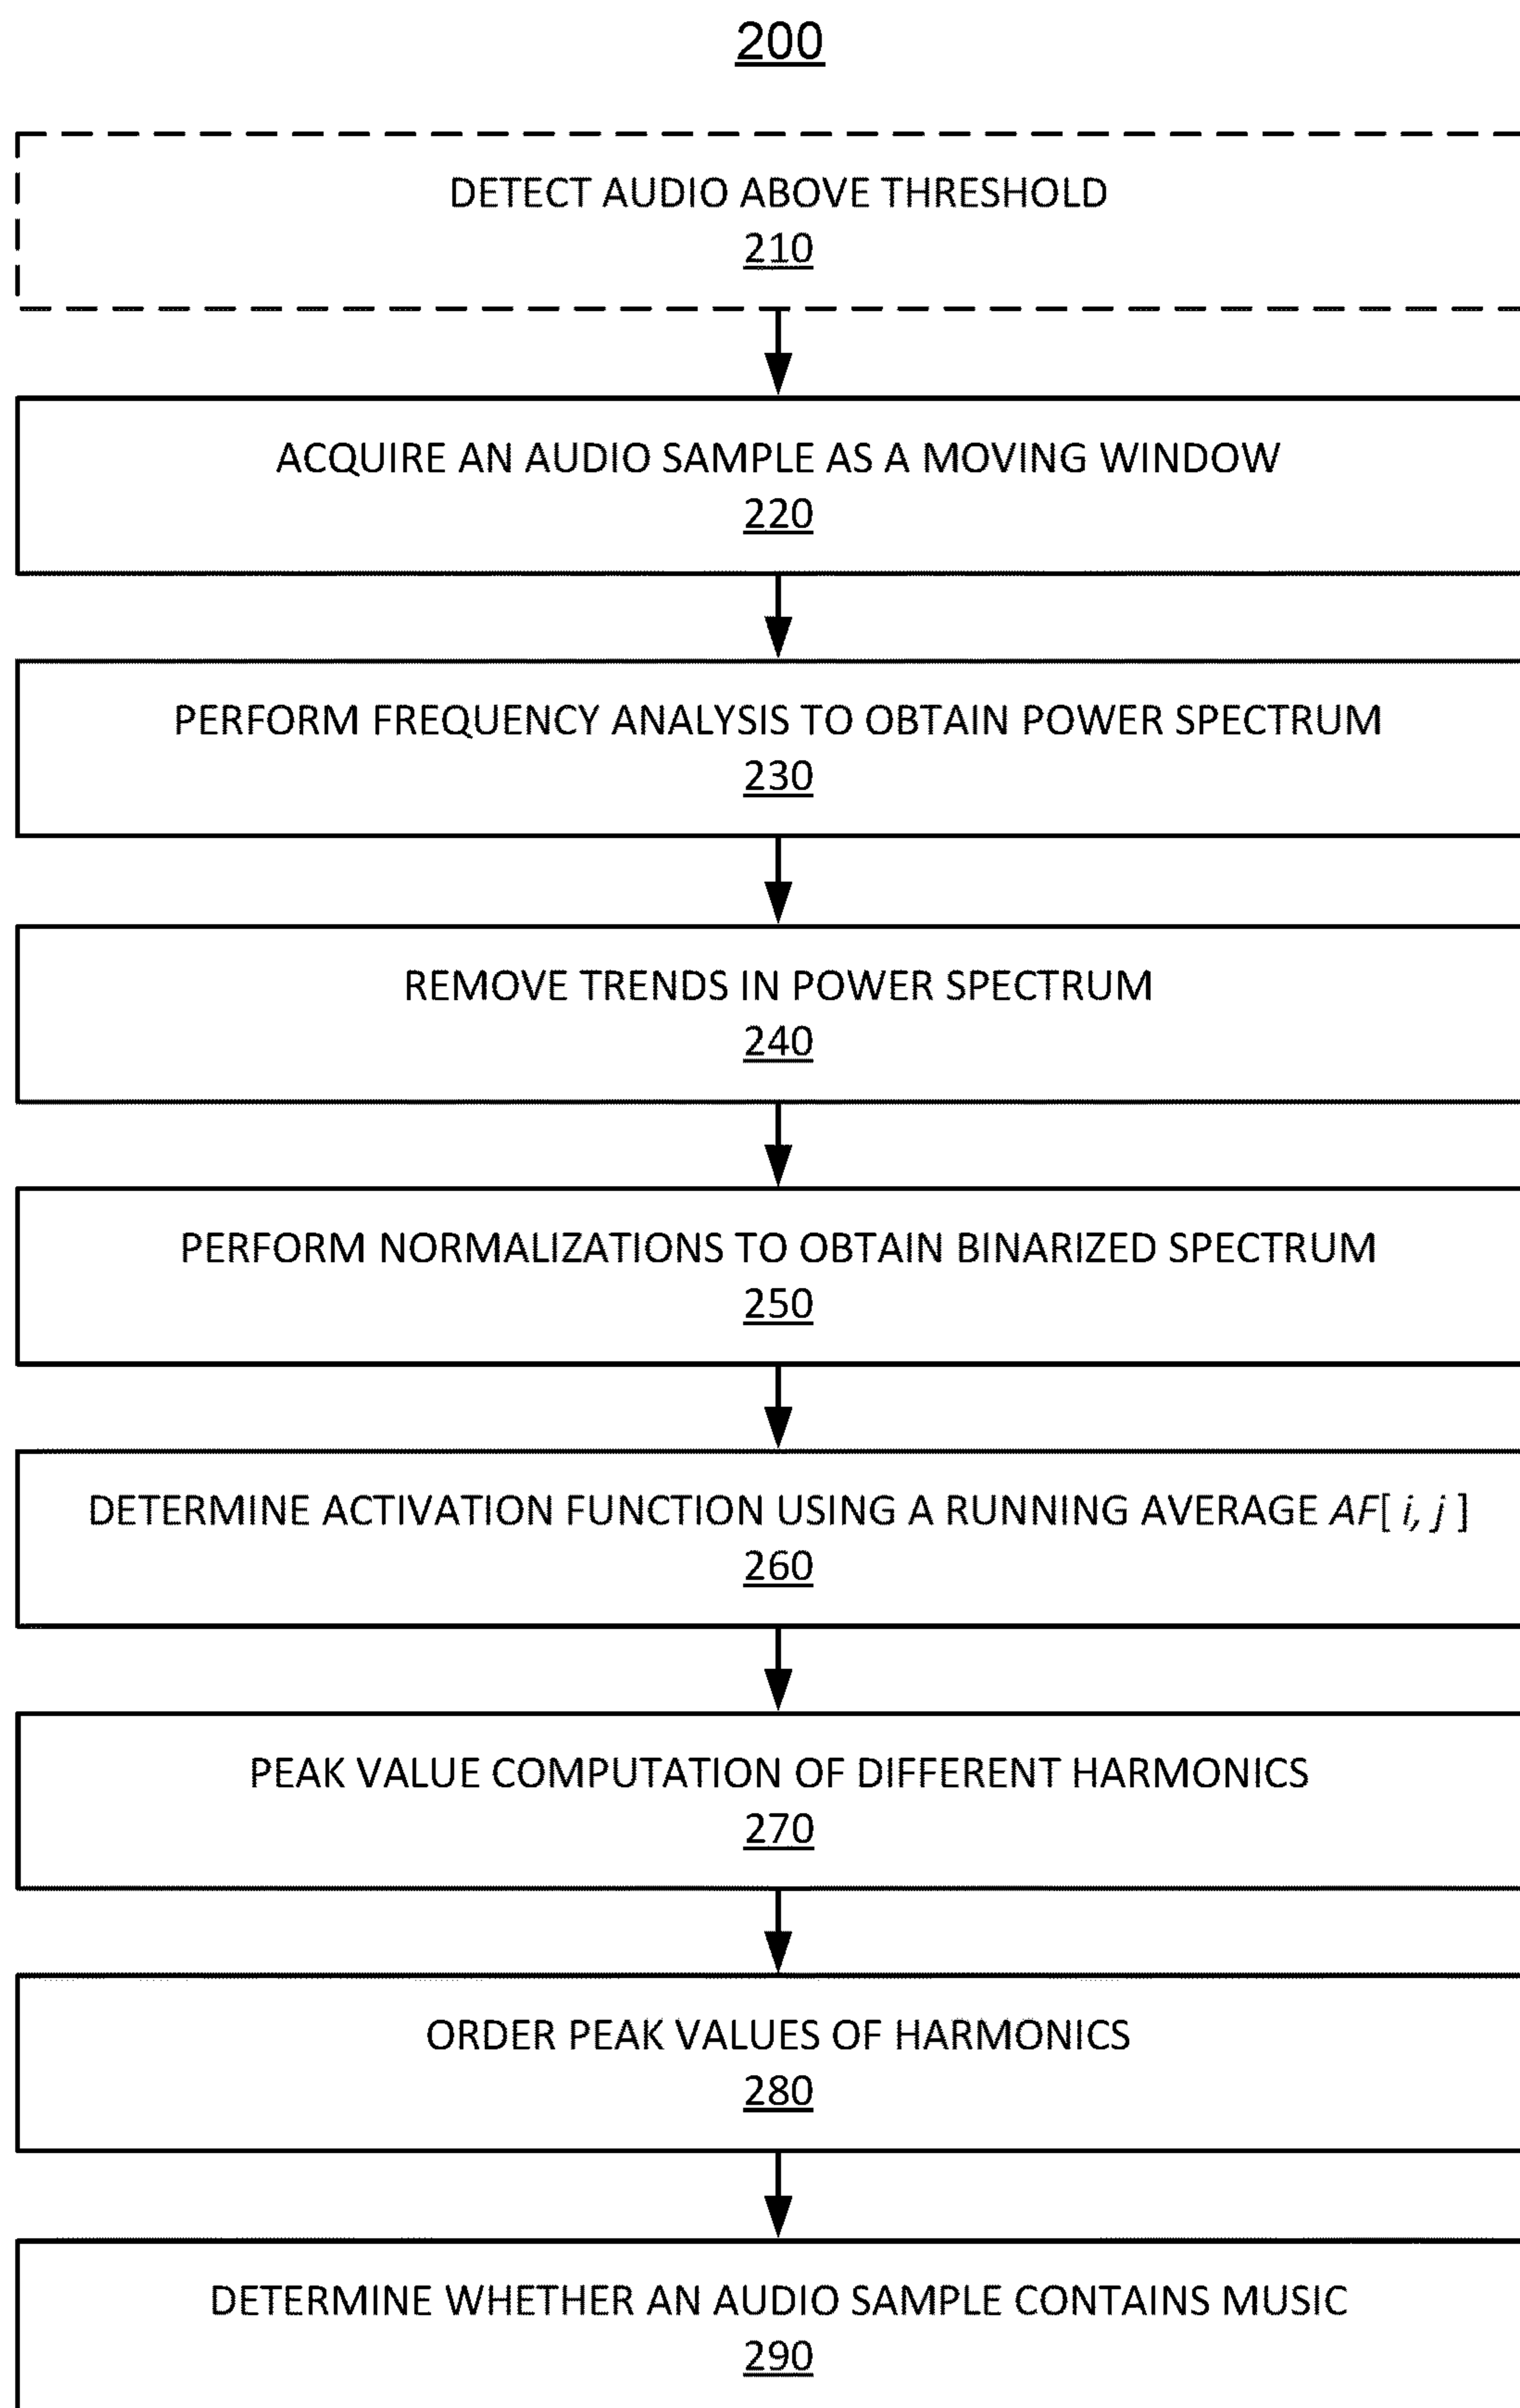 200
DETECT AUDIO ABOVE THRESHOLD
210
ACQUIRE AN AUDIO SAMPLE AS A MOVING WINDOW
220
PERFORM FREQUENCY ANALYSIS TO OBTAIN POWER SPECTRUM
230
REMOVE TRENDS IN POWER SPECTRUM
240
PERFORM NORMALIZATIONS TO OBTAIN BINARIZED SPECTRUM
250
DETERMINE ACTIVATION FUNCTION USING A RUNNING AVERAGE AF[ i, j ]
260
PEAK VALUE COMPUTATION OF DIFFERENT HARMONICS
270
ORDER PEAK VALUES OF HARMONICS
280
DETERMINE WHETHER AN AUDIO SAMPLE CONTAINS MUSIC
290